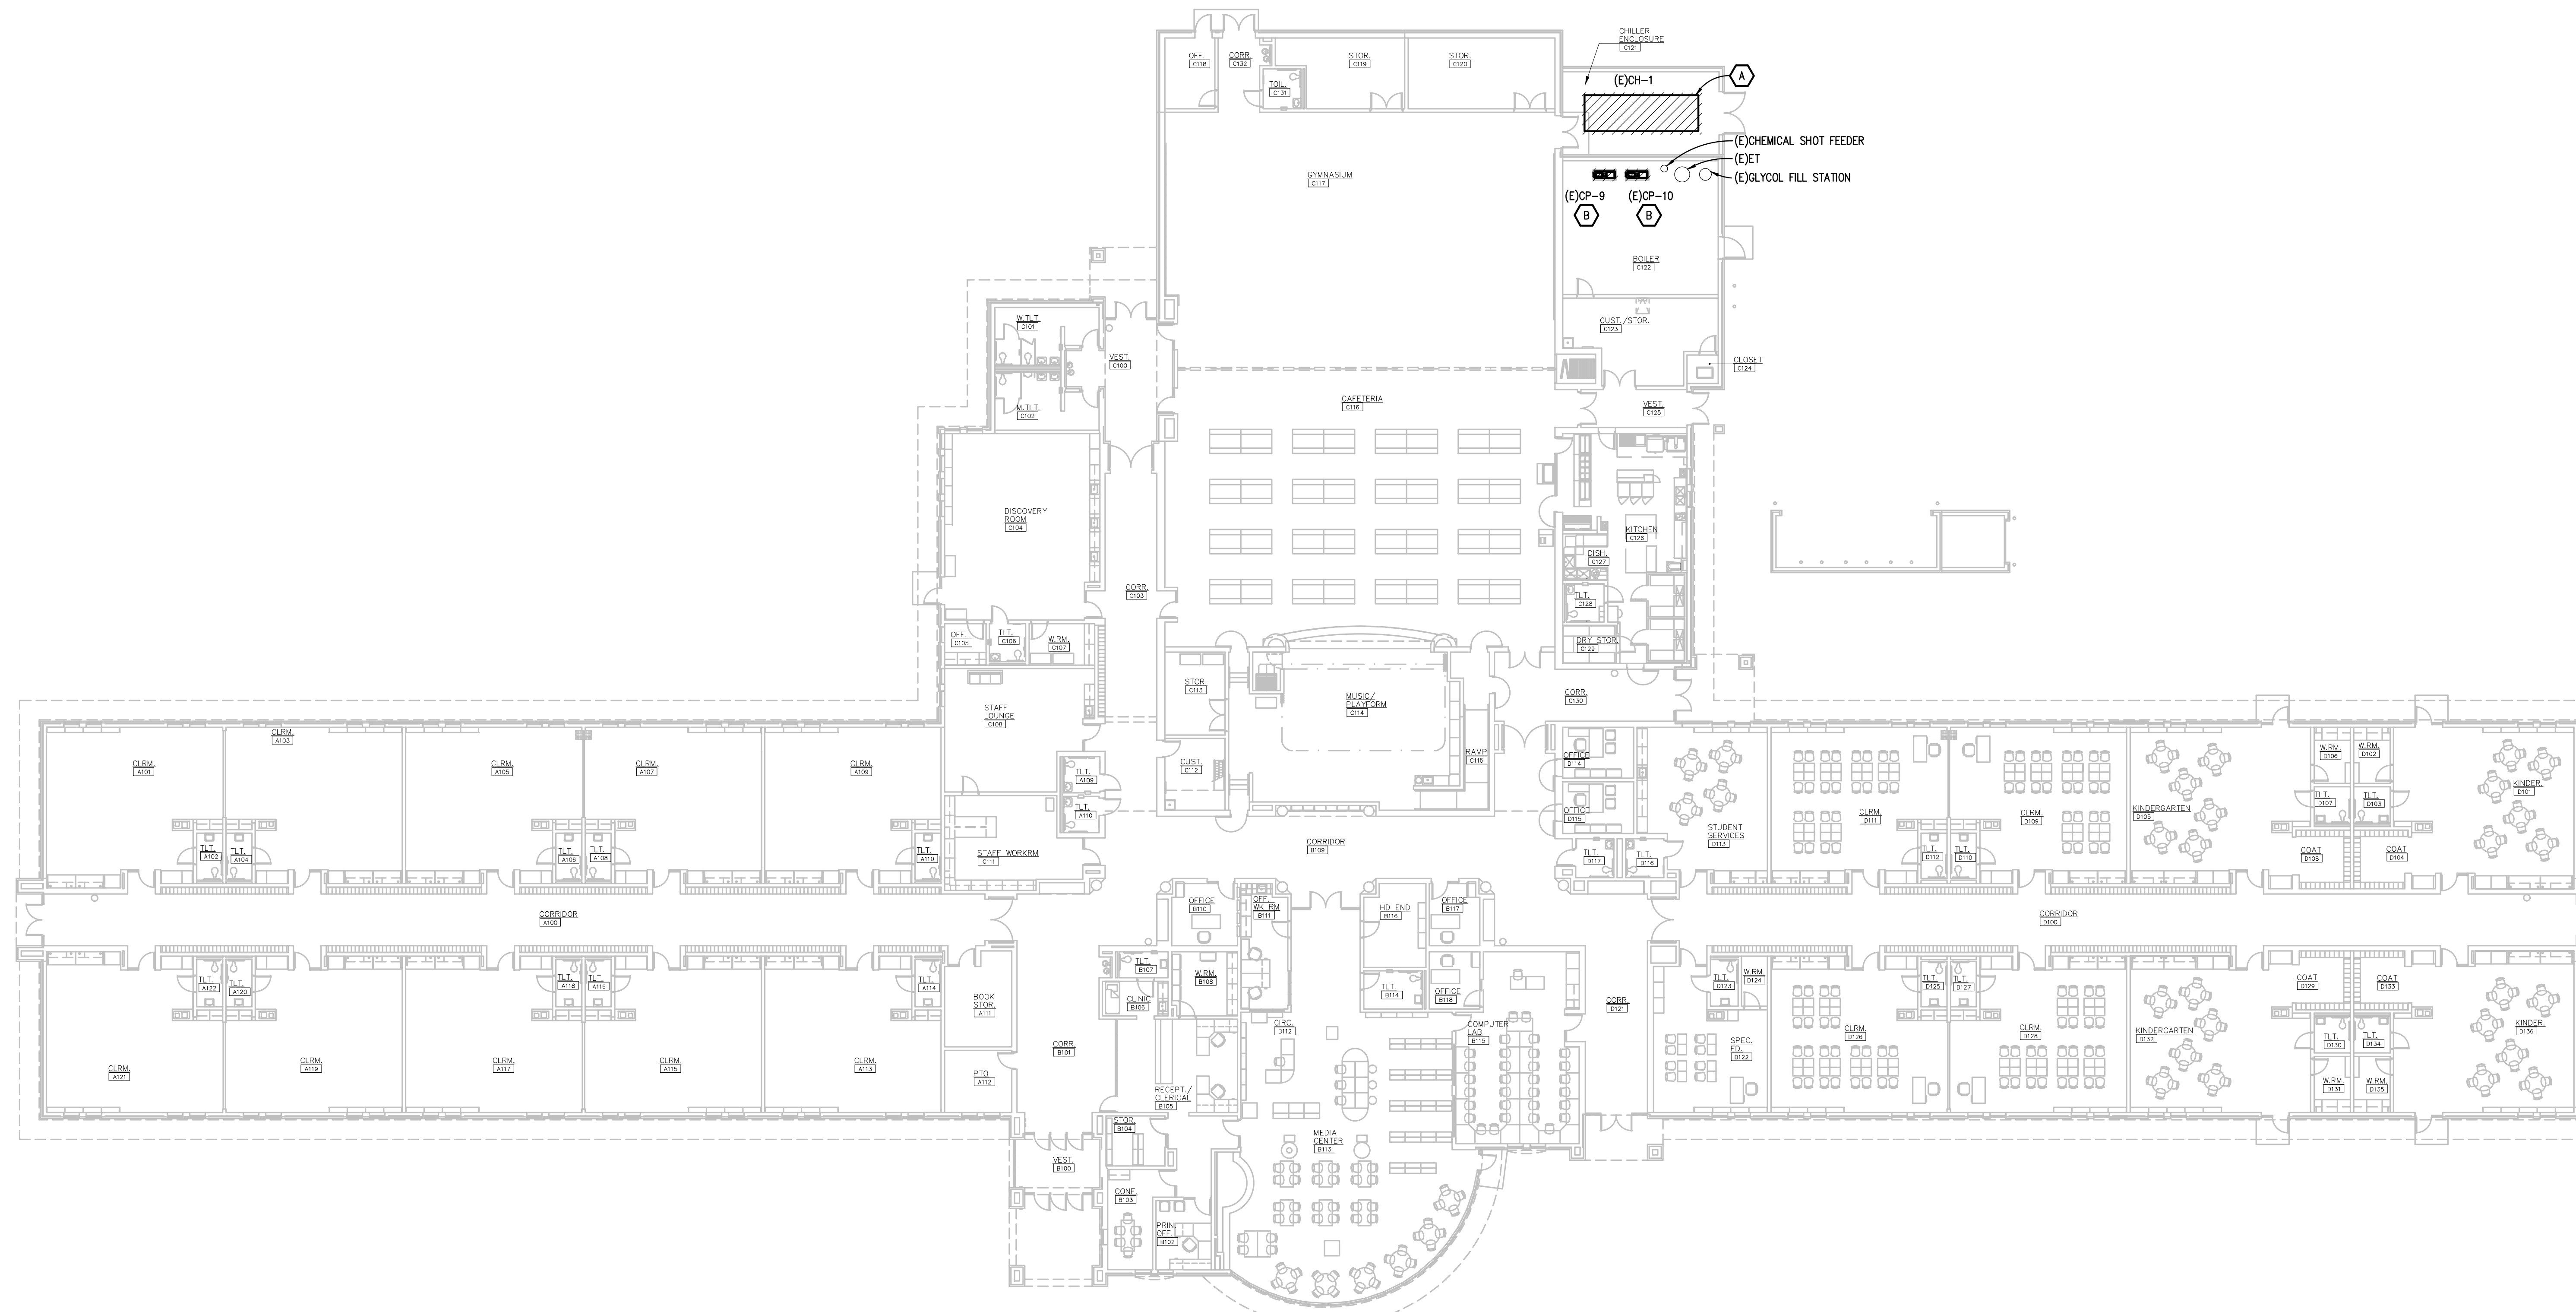 OFF.
C118
CORR.
C132
TOIL.
C131
STOR.
C119
STOR.
C120
CHILLER
ENCLOSURE
C121
(E)CH-1
A
(E)CHEMICAL SHOT FEEDER
(E)ET
(E)GLYCOL FILL STATION
(E)CP-9
B
(E)CP-10
B
GYMNASIUM
C117
BOILER
C122
CUST./STOR.
C123
CLOSET
C124
W.TLT.
C101
M.TLT.
C102
VEST.
C100
CAFETERIA
C116
VEST.
C125
DISCOVERY
ROOM
C104
CORR.
C103
KITCHEN
C126
DISH.
C127
TLT.
C128
DRY STOR.
C129
OFF.
C105
TLT.
C106
W.RM.
C107
STAFF
LOUNGE
C108
STOR.
C113
MUSIC/
PLAYFORM
C114
CORR.
C130
RAMP
C115
CUST.
C112
TLT.
A109
TLT.
A110
STAFF WORKRM
C111
CLRM.
A101
CLRM.
A103
CLRM.
A105
CLRM.
A107
CLRM.
A109
TLT.
A102
TLT.
A104
TLT.
A106
TLT.
A108
TLT.
A110
CORRIDOR
A100
CORRIDOR
B109
OFFICE
D114
OFFICE
D115
TLT.
D117
TLT.
D116
STUDENT
SERVICES
D113
CLRM.
D111
TLT.
D112
TLT.
D110
CLRM.
D109
KINDERGARTEN
D105
W.RM.
D106
W.RM.
D102
TLT.
D107
TLT.
D103
COAT
D108
COAT
D104
KINDER.
D101
CORRIDOR
D100
OFFICE
B110
OFF.
WK RM
B111
HD END
B116
OFFICE
B117
TLT.
B107
W.RM.
B108
CLINIC
B106
TLT.
B114
OFFICE
B118
TLT.
A122
TLT.
A120
TLT.
A118
TLT.
A116
TLT.
A114
BOOK
STOR.
A111
PTO
A112
CLRM.
A121
CLRM.
A119
CLRM.
A117
CLRM.
A115
CLRM.
A113
CORR.
B101
CIRC.
B112
COMPUTER
LAB
B115
CORR.
D121
RECEPT./
CLERICAL
B105
STOR.
B104
VEST.
B100
CONF.
B103
PRIN.
OFF.
B102
MEDIA
CENTER
B113
TLT.
D123
W.RM.
D124
SPEC.
ED.
D122
CLRM.
D126
TLT.
D125
TLT.
D127
CLRM.
D128
KINDERGARTEN
D132
COAT
D129
COAT
D133
TLT.
D130
TLT.
D134
W.RM.
D131
W.RM.
D135
KINDER.
D136